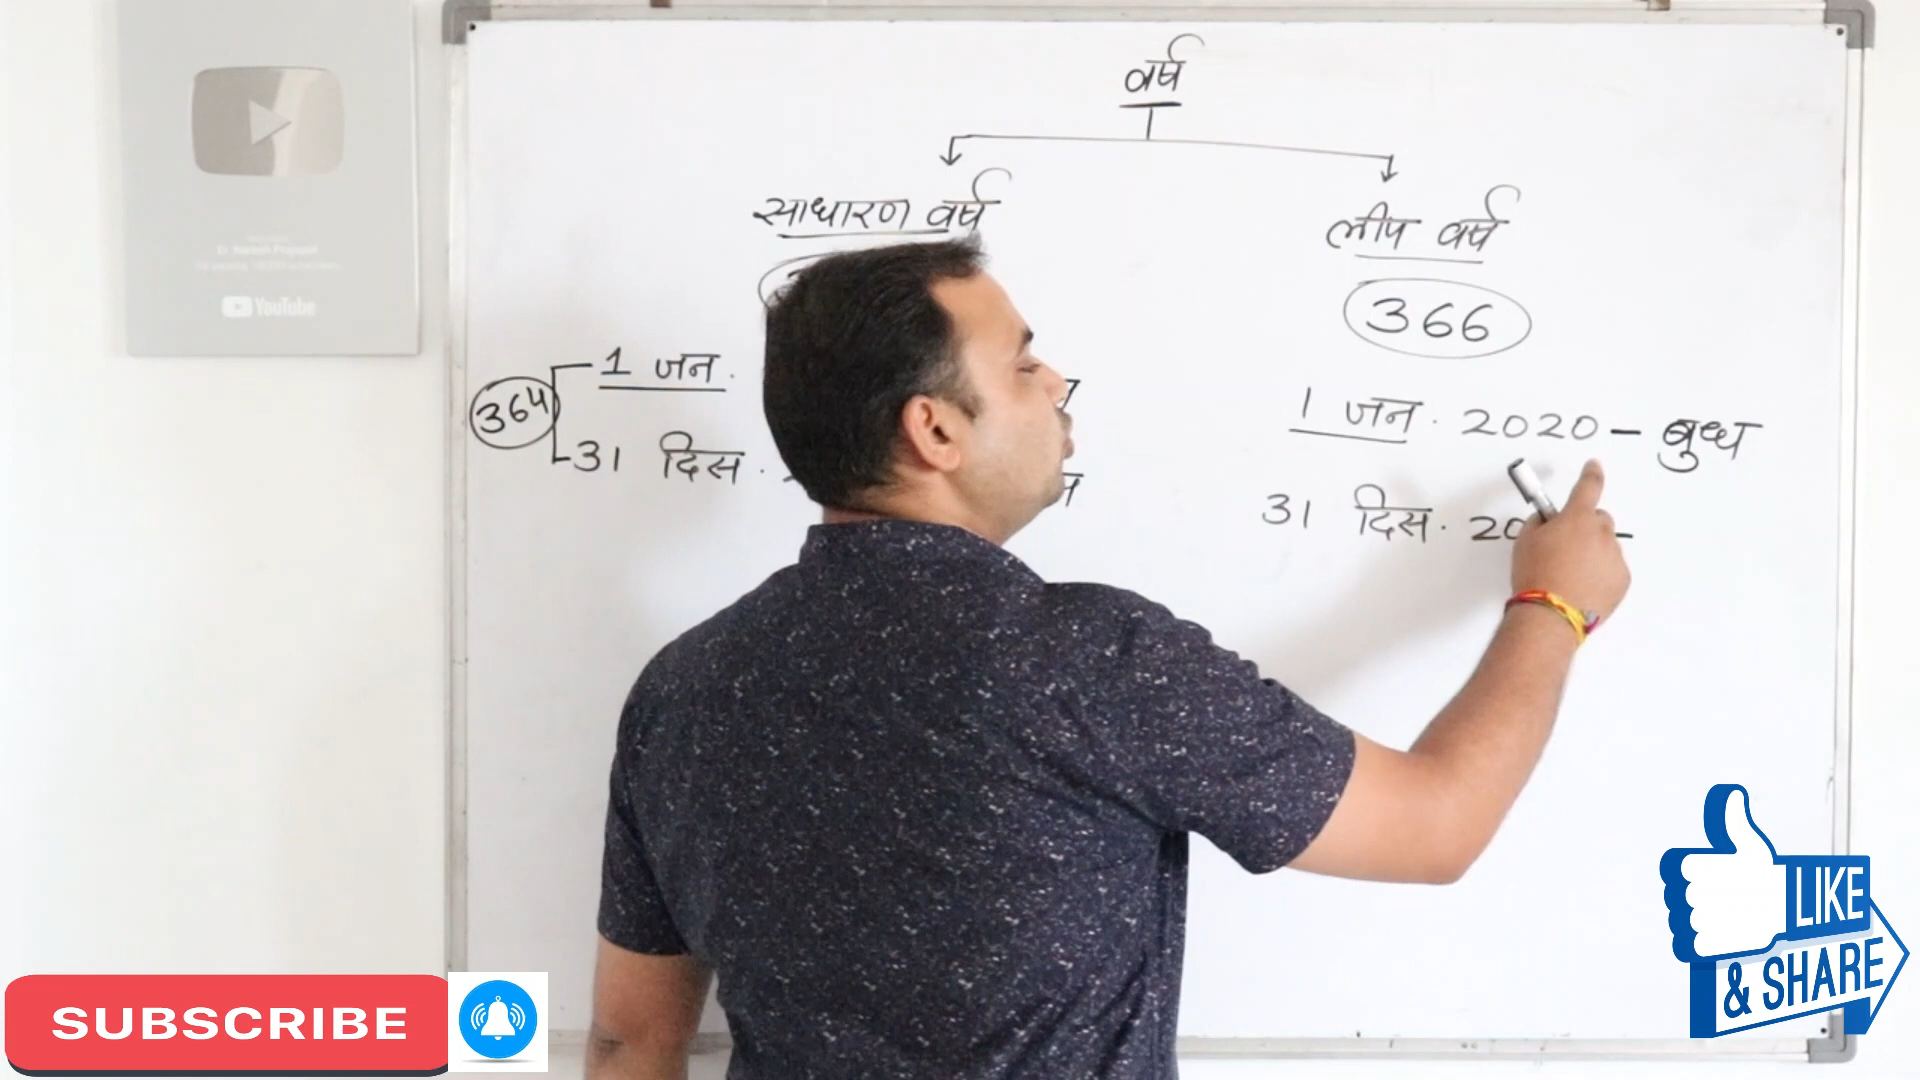 वर्ष
साधारण वर्ष
लीप वर्ष
366
1 जन.
364
31 दिस.
1 जन. 2020 - बुध
31 दिस. 20 -
YouTube
SUBSCRIBE
LIKE
& SHARE